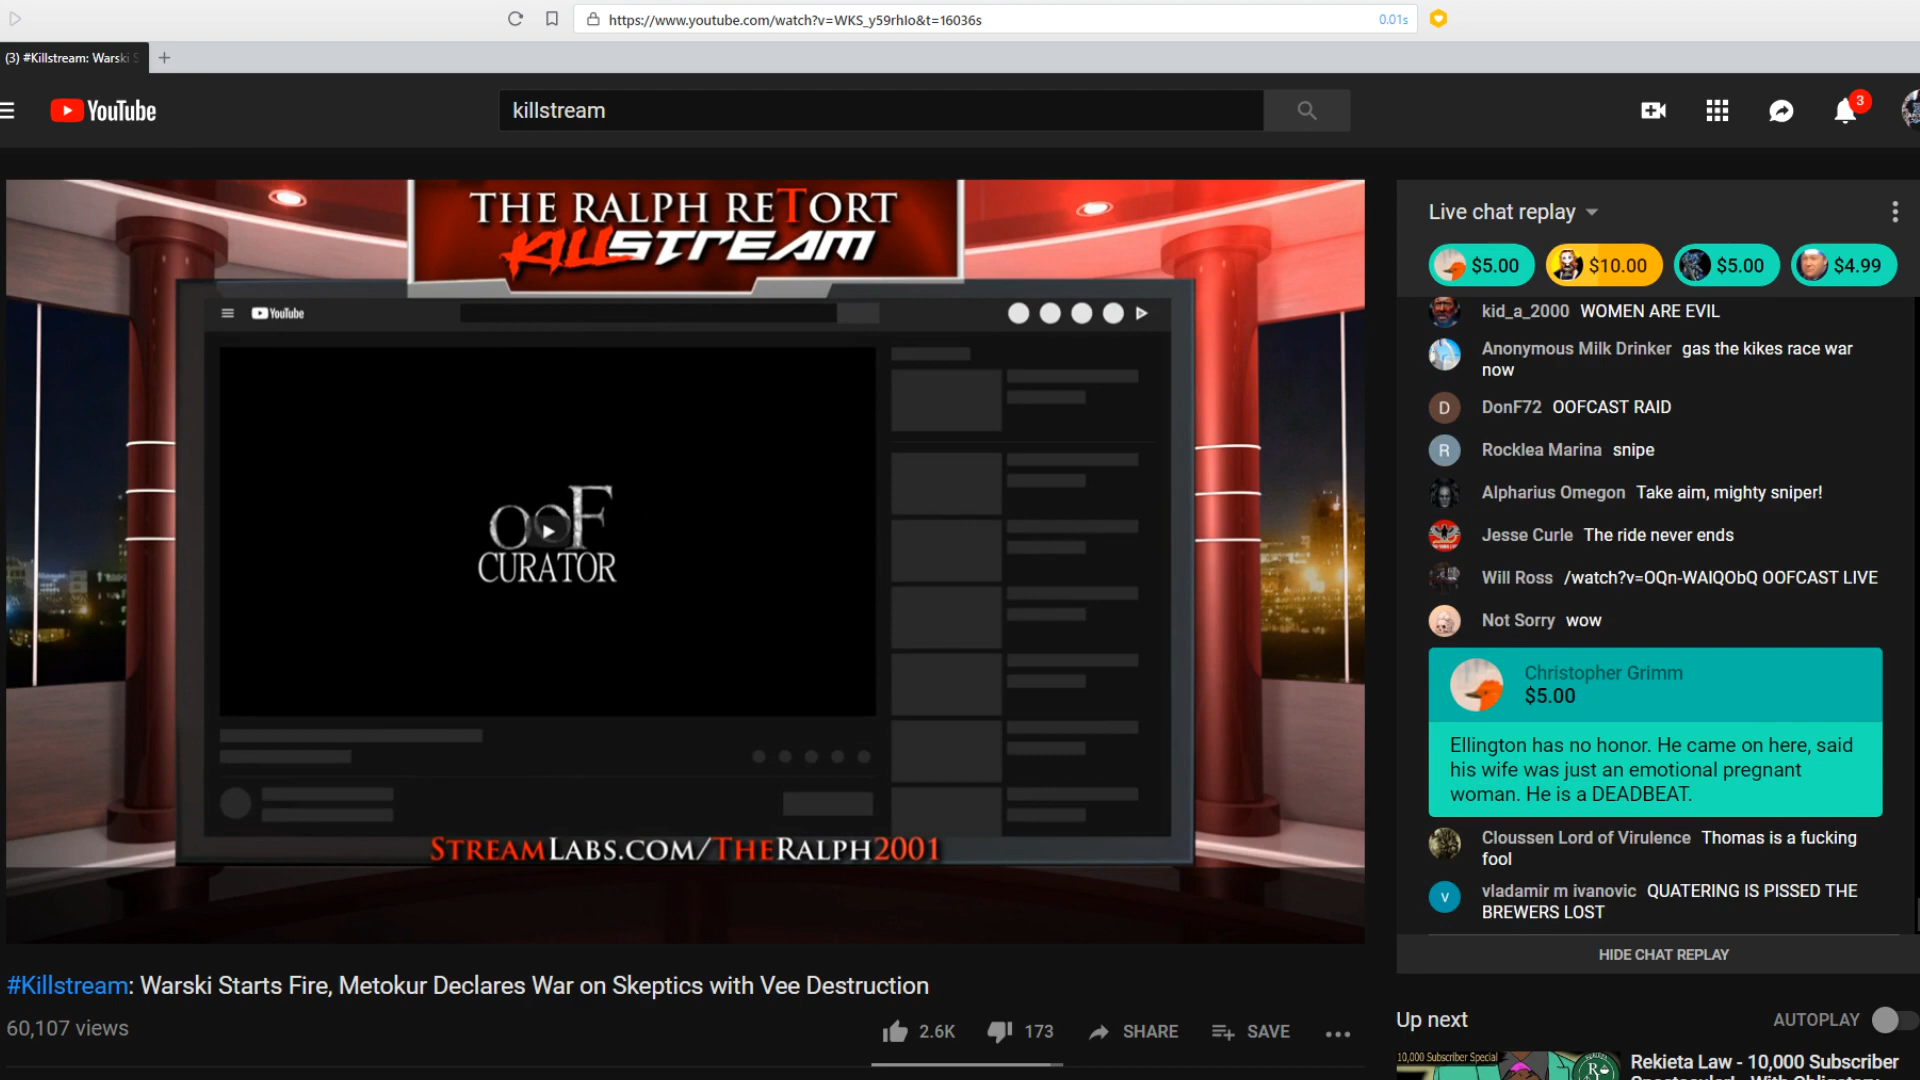 https://www.youtube.com/watch?v=WKS_y59rhIo&t=16036s
0.01s
(3) #Killstream: Warski S
YouTube
killstream
3
THE RALPH RETORT
KILLSTREAM
YouTube
OOF
CURATOR
STREAMLABS.COM/THERALPH2001
Live chat replay
$5.00
$10.00
$5.00
$4.99
kid_a_2000 WOMEN ARE EVIL
Anonymous Milk Drinker gas the kikes race war
now
D
DonF72 OOFCAST RAID
R
Rocklea Marina snipe
Alpharius Omegon Take aim, mighty sniper!
Jesse Curle The ride never ends
Will Ross /watch?v=OQn-WAIQObQ OOFCAST LIVE
Not Sorry wow
Christopher Grimm
$5.00
Ellington has no honor. He came on here, said
his wife was just an emotional pregnant
woman. He is a DEADBEAT.
Cloussen Lord of Virulence Thomas is a fucking
fool
v
vladamir m ivanovic QUATERING IS PISSED THE
BREWERS LOST
HIDE CHAT REPLAY
#Killstream: Warski Starts Fire, Metokur Declares War on Skeptics with Vee Destruction
60,107 views
2.6K
173
SHARE
SAVE
Up next
AUTOPLAY
10,000 Subscriber Special
Rekieta Law - 10,000 Subscriber